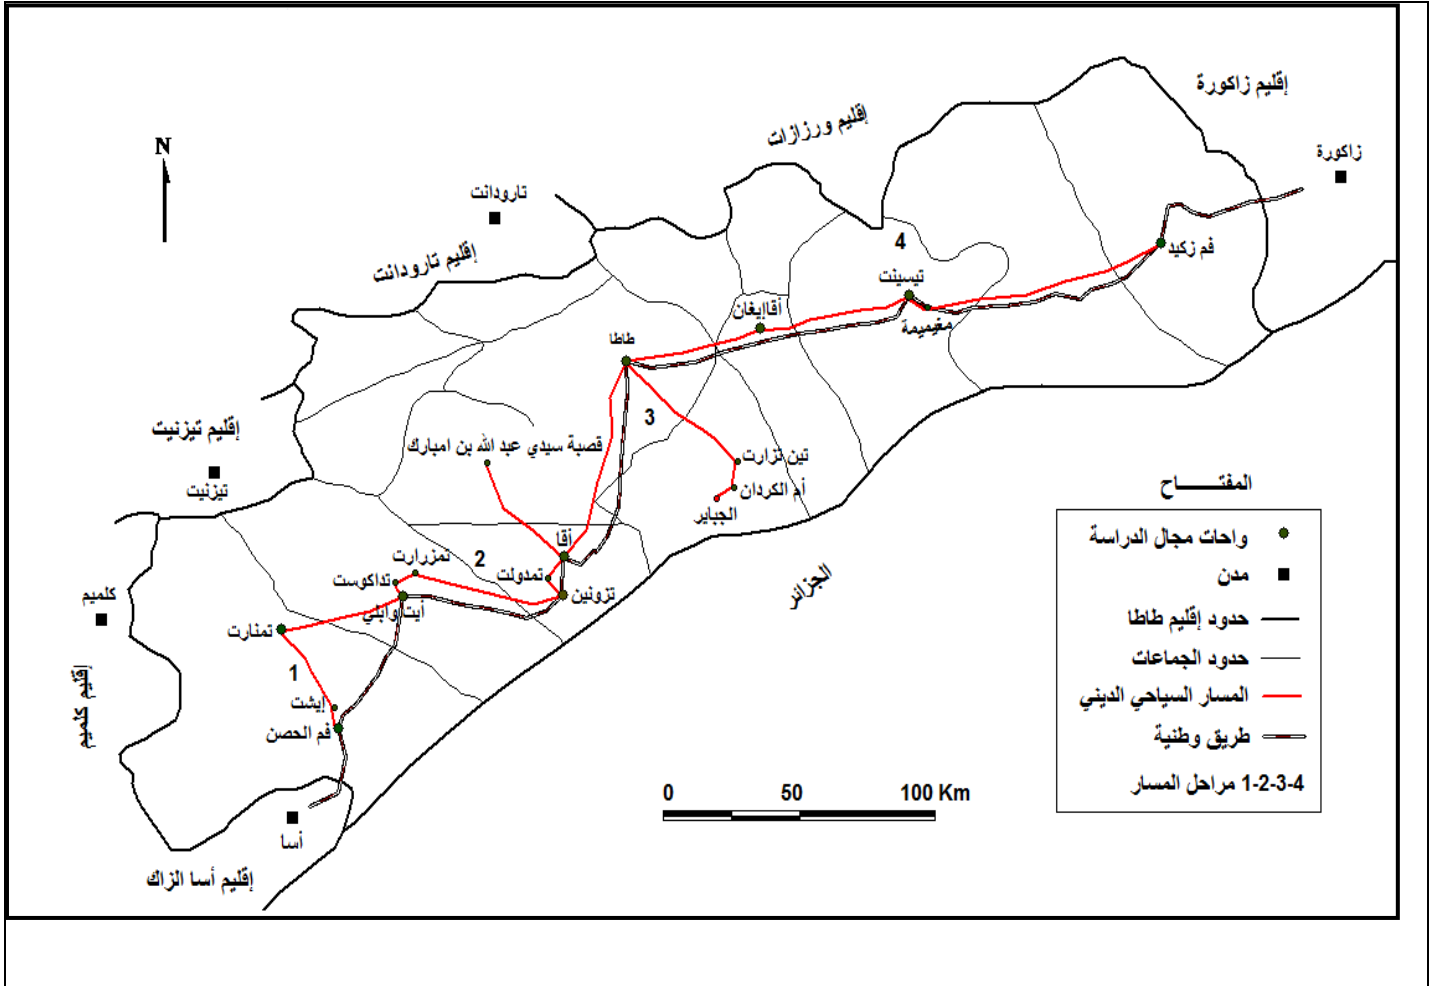 إقليم زاكورة
زاكورة
إقليم ورزازات
N
تارودانت
إقليم تارودانت
فم زكيد
4
تيسينت
مغيميمة
أقاإيغان
طاطا
3
إقليم تيزنيت
تيزنيت
قصبة سيدي عبد الله بن امبارك
تين تزارت
أم الكردان
الجباير
أقا
2
تمزرارت
تداكوست
تمدولت
تزونين
أيت وابلي
الجزائر
كلميم
إقليم كلميم
تمنارت
1
إيشت
فم الحصن
أسا
إقليم أسا الزاك
0 50 100 Km
المفتـــــــاح
واحات مجال الدراسة
مدن
حدود إقليم طاطا
حدود الجماعات
المسار السياحي الديني
طريق وطنية
1-2-3-4 مراحل المسار